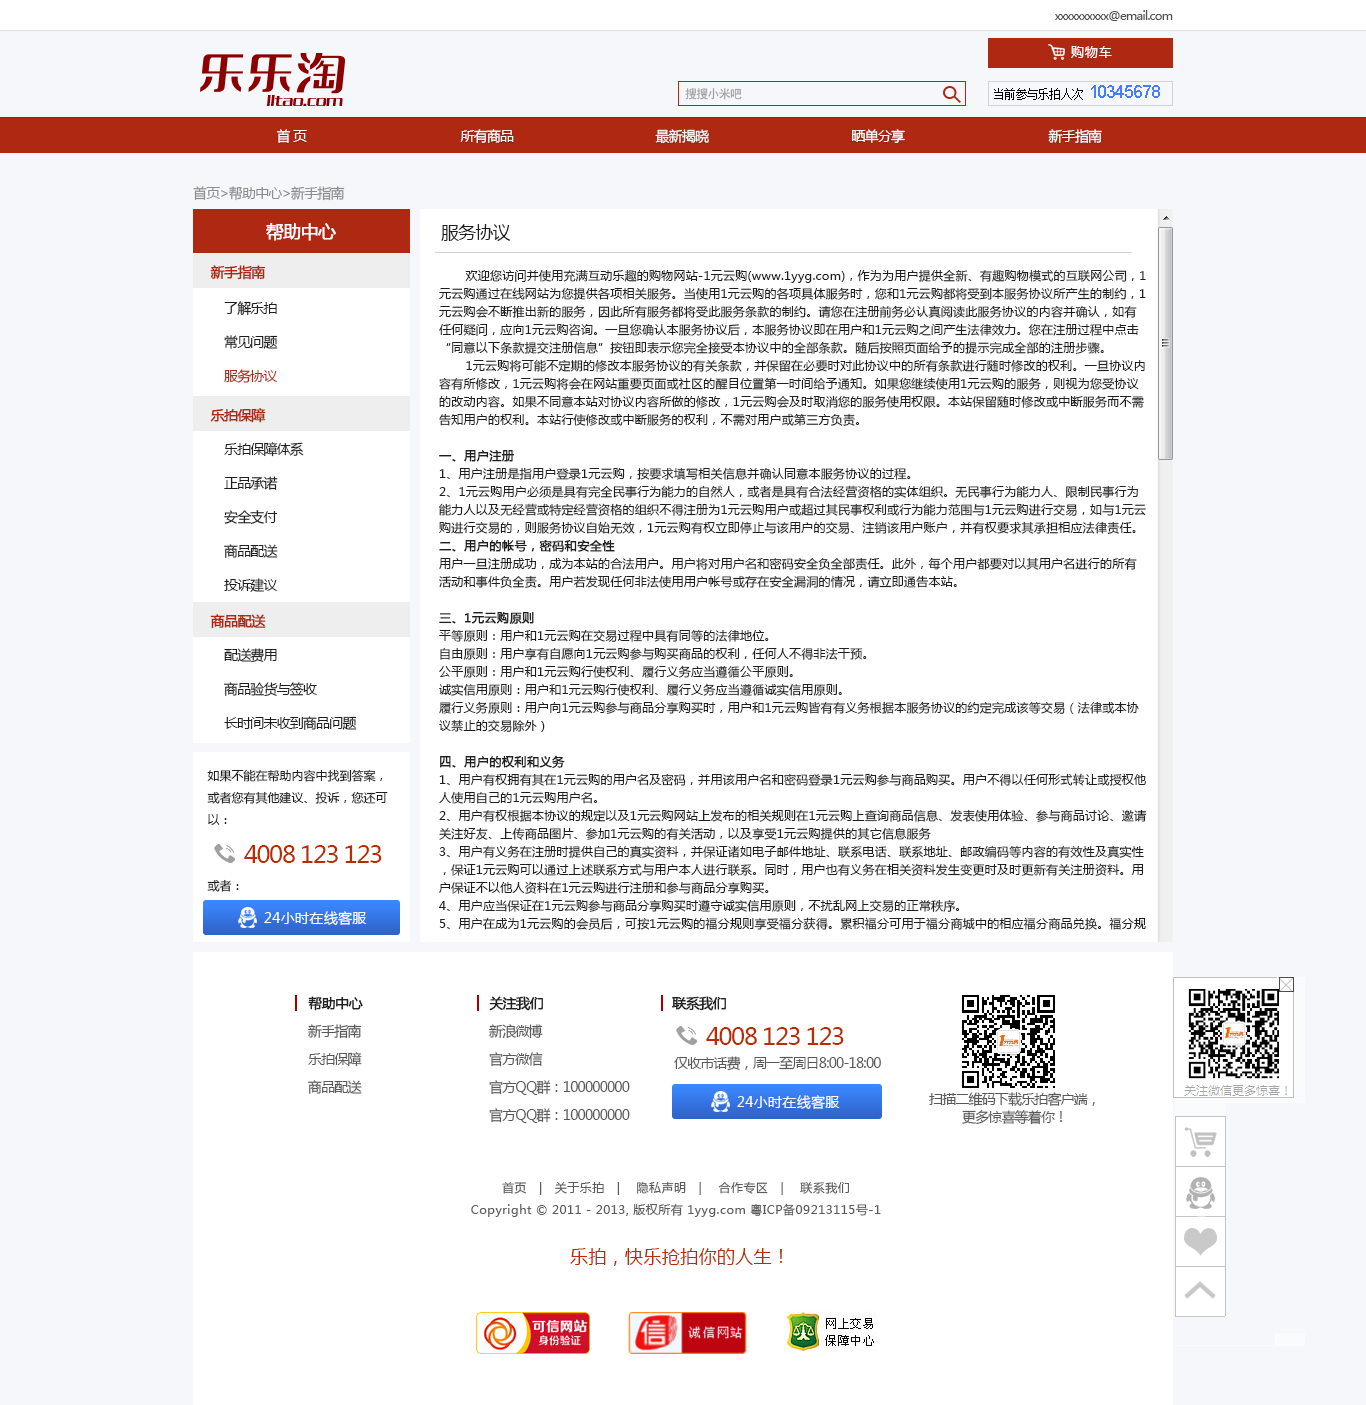 xxxxxxxxxx@email.com
乐乐淘
lltao.com
购物车
搜搜小米吧
当前参与乐拍人次 10345678
首 页 所有商品 最新揭晓 晒单分享 新手指南
首页>帮助中心>新手指南
帮助中心
新手指南
了解乐拍
常见问题
服务协议
乐拍保障
乐拍保障体系
正品承诺
安全支付
商品配送
投诉建议
商品配送
配送费用
商品验货与签收
长时间未收到商品问题
如果不能在帮助内容中找到答案，
或者您有其他建议、投诉，您还可
以：
4008 123 123
或者：
24小时在线客服
服务协议
欢迎您访问并使用充满互动乐趣的购物网站-1元云购(www.1yyg.com)，作为为用户提供全新、有趣购物模式的互联网公司，1
元云购通过在线网站为您提供各项相关服务。当使用1元云购的各项具体服务时，您和1元云购都将受到本服务协议所产生的制约，1
元云购会不断推出新的服务，因此所有服务都将受此服务条款的制约。请您在注册前务必认真阅读此服务协议的内容并确认，如有
任何疑问，应向1元云购咨询。一旦您确认本服务协议后，本服务协议即在用户和1元云购之间产生法律效力。您在注册过程中点击
“同意以下条款提交注册信息”按钮即表示您完全接受本协议中的全部条款。随后按照页面给予的提示完成全部的注册步骤。
1元云购将可能不定期的修改本服务协议的有关条款，并保留在必要时对此协议中的所有条款进行随时修改的权利。一旦协议内
容有所修改，1元云购将会在网站重要页面或社区的醒目位置第一时间给予通知。如果您继续使用1元云购的服务，则视为您受协议
的改动内容。如果不同意本站对协议内容所做的修改，1元云购会及时取消您的服务使用权限。本站保留随时修改或中断服务而不需
告知用户的权利。本站行使修改或中断服务的权利，不需对用户或第三方负责。
一、用户注册
1、用户注册是指用户登录1元云购，按要求填写相关信息并确认同意本服务协议的过程。
2、1元云购用户必须是具有完全民事行为能力的自然人，或者是具有合法经营资格的实体组织。无民事行为能力人、限制民事行为
能力人以及无经营或特定经营资格的组织不得注册为1元云购用户或超过其民事权利或行为能力范围与1元云购进行交易，如与1元云
购进行交易的，则服务协议自始无效，1元云购有权立即停止与该用户的交易、注销该用户账户，并有权要求其承担相应法律责任。
二、用户的帐号，密码和安全性
用户一旦注册成功，成为本站的合法用户。用户将对用户名和密码安全负全部责任。此外，每个用户都要对以其用户名进行的所有
活动和事件负全责。用户若发现任何非法使用用户帐号或存在安全漏洞的情况，请立即通告本站。
三、1元云购原则
平等原则：用户和1元云购在交易过程中具有同等的法律地位。
自由原则：用户享有自愿向1元云购参与购买商品的权利，任何人不得非法干预。
公平原则：用户和1元云购行使权利、履行义务应当遵循公平原则。
诚实信用原则：用户和1元云购行使权利、履行义务应当遵循诚实信用原则。
履行义务原则：用户向1元云购参与商品分享购买时，用户和1元云购皆有有义务根据本服务协议的约定完成该等交易（法律或本协
议禁止的交易除外）
四、用户的权利和义务
1、用户有权拥有其在1元云购的用户名及密码，并用该用户名和密码登录1元云购参与商品购买。用户不得以任何形式转让或授权他
人使用自己的1元云购用户名。
2、用户有权根据本协议的规定以及1元云购网站上发布的相关规则在1元云购上查询商品信息、发表使用体验、参与商品讨论、邀请
关注好友、上传商品图片、参加1元云购的有关活动，以及享受1元云购提供的其它信息服务
3、用户有义务在注册时提供自己的真实资料，并保证诸如电子邮件地址、联系电话、联系地址、邮政编码等内容的有效性及真实性
，保证1元云购可以通过上述联系方式与用户本人进行联系。同时，用户也有义务在相关资料发生变更时及时更新有关注册资料。用
户保证不以他人资料在1元云购进行注册和参与商品分享购买。
4、用户应当保证在1元云购参与商品分享购买时遵守诚实信用原则，不扰乱网上交易的正常秩序。
5、用户在成为1元云购的会员后，可按1元云购的福分规则享受福分获得。累积福分可用于福分商城中的相应福分商品兑换。福分规
帮助中心
新手指南
乐拍保障
商品配送
关注我们
新浪微博
官方微信
官方QQ群：100000000
官方QQ群：100000000
联系我们
4008 123 123
仅收市话费，周一至周日8:00-18:00
24小时在线客服
扫描二维码下载乐拍客户端，
更多惊喜等着你！
关注微信更多惊喜！
首页 | 关于乐拍 | 隐私声明 | 合作专区 | 联系我们
Copyright © 2011 - 2013, 版权所有 1yyg.com 粤ICP备09213115号-1
乐拍，快乐抢拍你的人生！
可信网站
身份验证
信
诚信网站
网上交易
保障中心